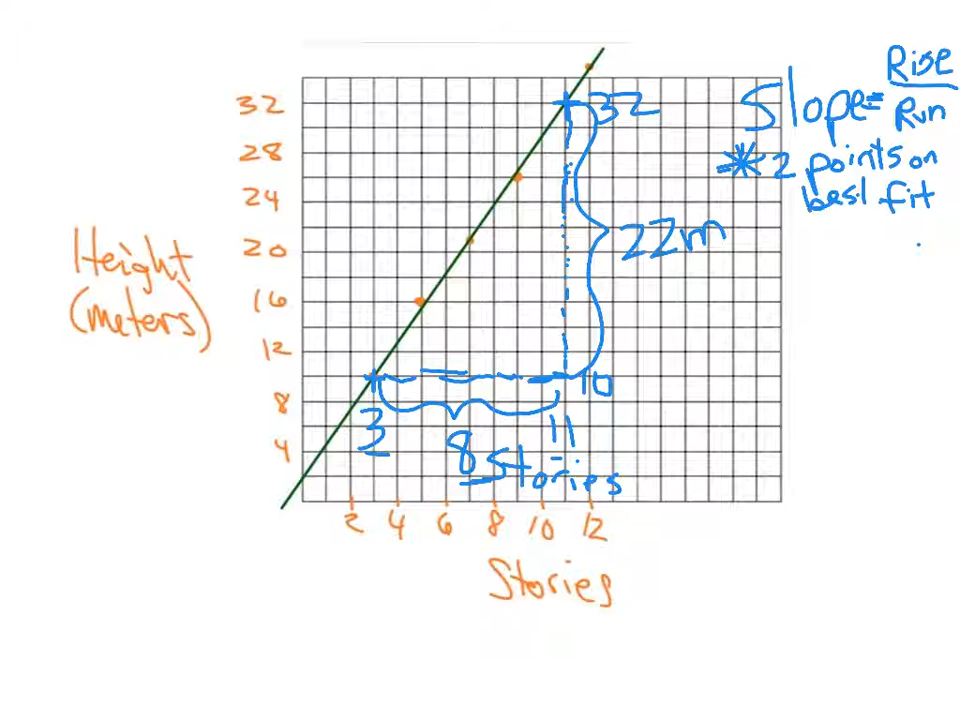 32
28
24
20
16
12
8
4
Height
(meters)
2 4 6 8 10 12
Stories
32
22m
10
3
11
8 Stories
Slope= Rise
Run
* 2 points on
best fit